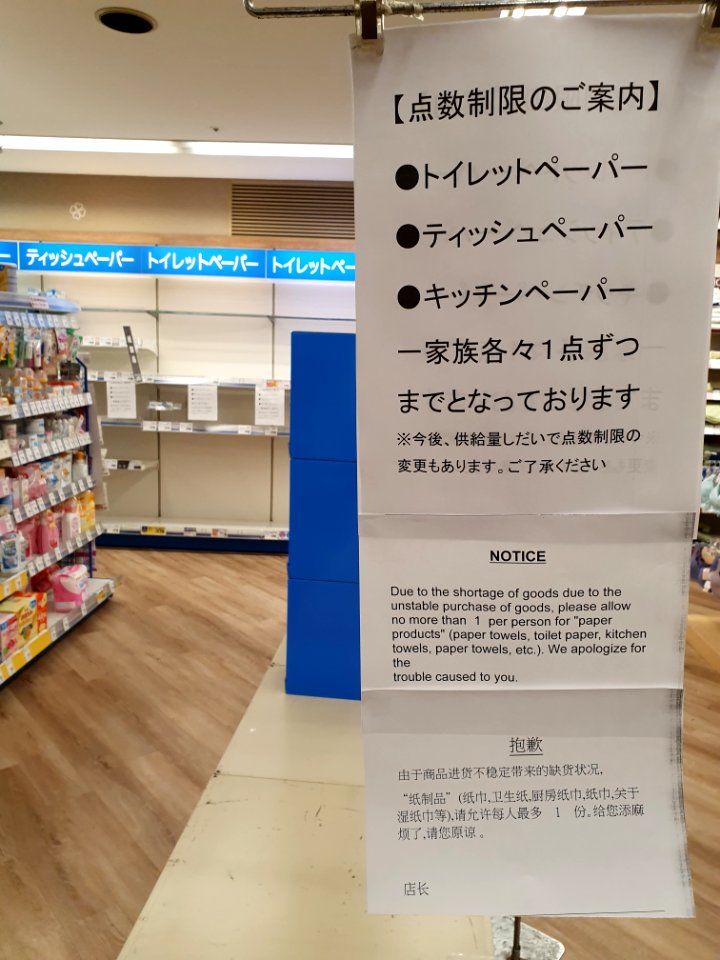 【点数制限のご案内】
●トイレットペーパー
●ティッシュペーパー
●キッチンペーパー
一家族各々1点ずつ
までとなっております
※今後、供給量しだいで点数制限の
変更もあります。ご了承ください
NOTICE
Due to the shortage of goods due to the
unstable purchase of goods, please allow
no more than 1 per person for "paper
products" (paper towels, toilet paper, kitchen
towels, paper towels, etc.). We apologize for
the
trouble caused to you.
抱歉
由于商品进货不稳定带来的缺货状况,
“纸制品” (纸巾,卫生纸,厨房纸巾,纸巾,关于
湿纸巾等),请允许每人最多 1 份。给您添麻
烦了,请您原谅 。
店长
ー
ティッシュペーパー
トイレットペーパー
トイレットペー